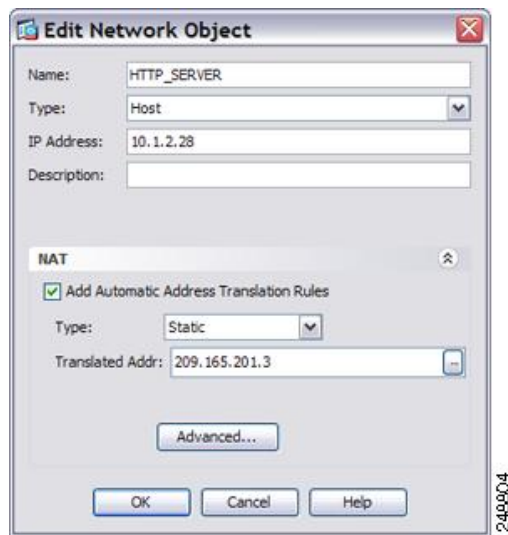 Edit Network Object
Name: HTTP_SERVER
Type: Host
IP Address: 10.1.2.28
Description:
NAT
Add Automatic Address Translation Rules
Type: Static
Translated Addr: 209.165.201.3 ...
Advanced...
OK Cancel Help
248804